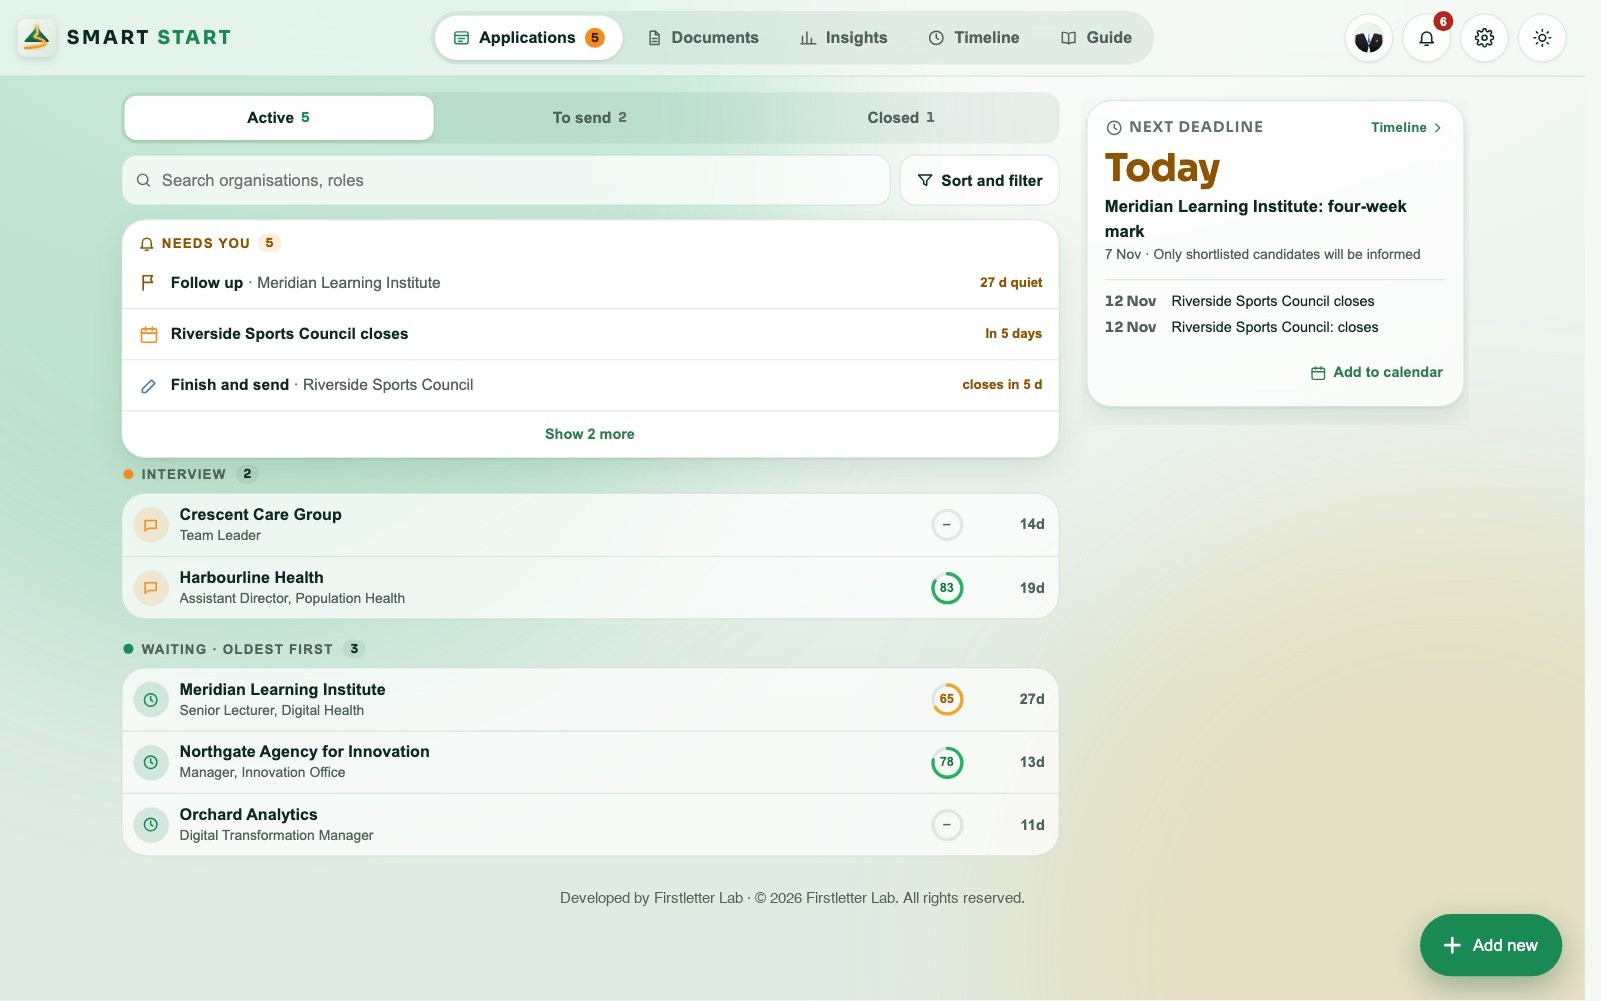 SMART START
Applications 5
Documents
Insights
Timeline
Guide
6
Active 5
To send 2
Closed 1
Search organisations, roles
Sort and filter
NEEDS YOU 5
Follow up · Meridian Learning Institute
27 d quiet
Riverside Sports Council closes
In 5 days
Finish and send · Riverside Sports Council
closes in 5 d
Show 2 more
INTERVIEW 2
Crescent Care Group
Team Leader
–
14d
Harbourline Health
Assistant Director, Population Health
83
19d
WAITING · OLDEST FIRST 3
Meridian Learning Institute
Senior Lecturer, Digital Health
65
27d
Northgate Agency for Innovation
Manager, Innovation Office
78
13d
Orchard Analytics
Digital Transformation Manager
–
11d
NEXT DEADLINE
Timeline
Today
Meridian Learning Institute: four-week
mark
7 Nov · Only shortlisted candidates will be informed
12 Nov Riverside Sports Council closes
12 Nov Riverside Sports Council: closes
Add to calendar
Developed by Firstletter Lab · © 2026 Firstletter Lab. All rights reserved.
Add new